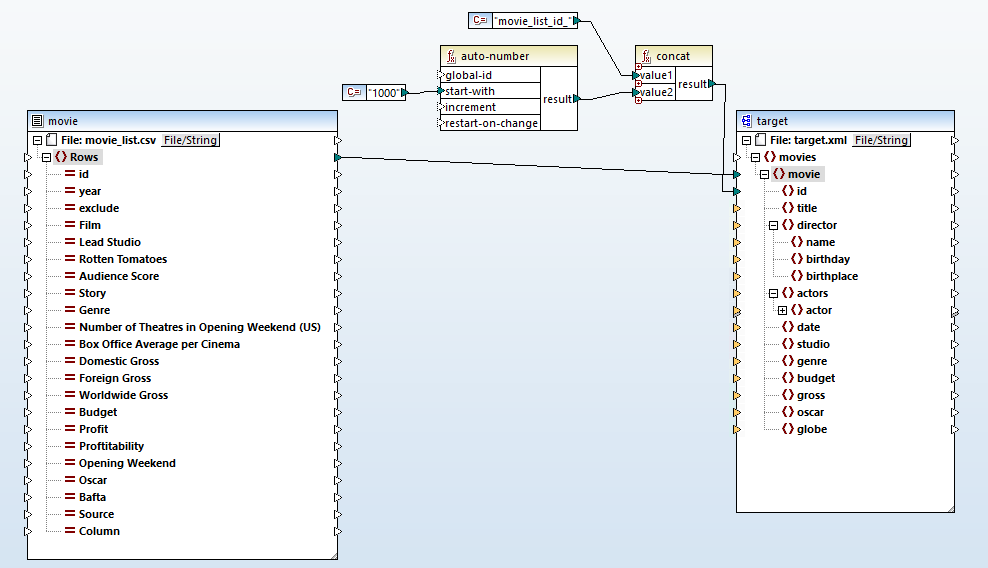 C= "movie_list_id_"
auto-number
concat
global-id
value1
C= "1000"
start-with
result
value2
result
increment
restart-on-change
movie
File: movie_list.csv File/String
Rows
id
year
exclude
Film
Lead Studio
Rotten Tomatoes
Audience Score
Story
Genre
Number of Theatres in Opening Weekend (US)
Box Office Average per Cinema
Domestic Gross
Foreign Gross
Worldwide Gross
Budget
Profit
Proftitability
Opening Weekend
Oscar
Bafta
Source
Column
target
File: target.xml File/String
movies
movie
id
title
director
name
birthday
birthplace
actors
actor
date
studio
genre
budget
gross
oscar
globe